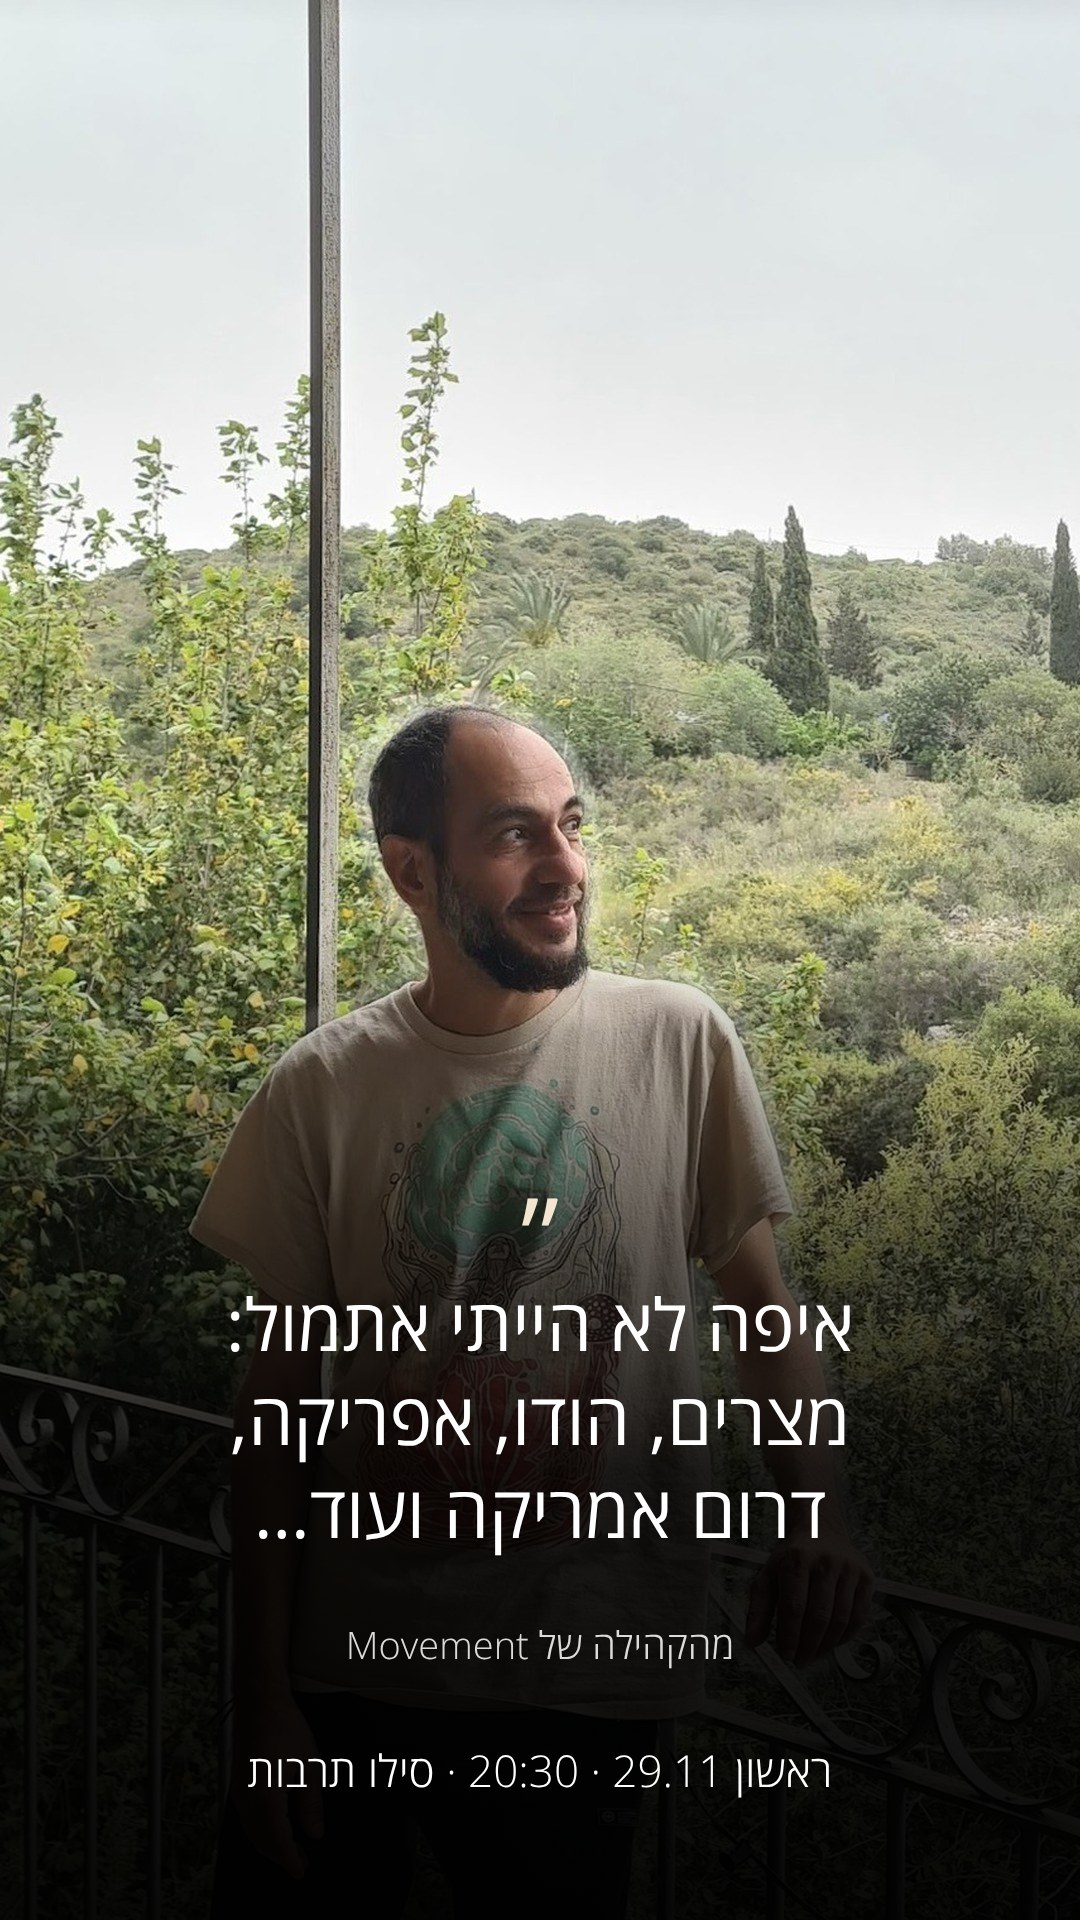 "
איפה לא הייתי אתמול:
מצרים, הודו, אפריקה,
דרום אמריקה ועוד...
מהקהילה של Movement
ראשון 29.11 · 20:30 · סילו תרבות